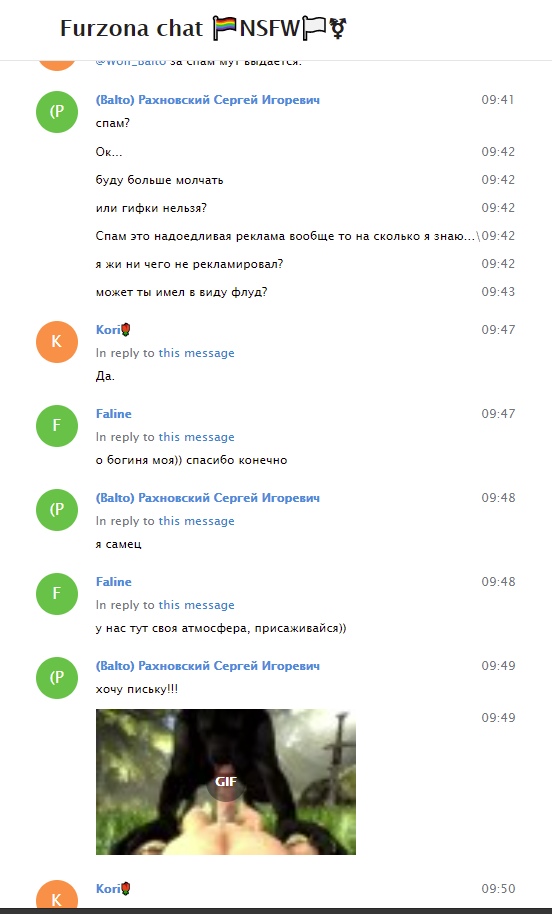 Furzona chat 🏳️‍🌈NSFW🏳️⚧
@Wolf_Balto за спам мут выдается.
(P
(Balto) Рахновский Сергей Игоревич
09:41
спам?
Ок...
09:42
буду больше молчать
09:42
или гифки нельзя?
09:42
Спам это надоедливая реклама вообще то на сколько я знаю...\
09:42
я жи ни чего не рекламировал?
09:42
может ты имел в виду флуд?
09:43
K
Kori🌹
09:47
In reply to this message
Да.
F
Faline
09:47
In reply to this message
о богиня моя)) спасибо конечно
(P
(Balto) Рахновский Сергей Игоревич
09:48
In reply to this message
я самец
F
Faline
09:48
In reply to this message
у нас тут своя атмосфера, присаживайся))
(P
(Balto) Рахновский Сергей Игоревич
09:49
хочу письку!!!
09:49
GIF
K
Kori🌹
09:50